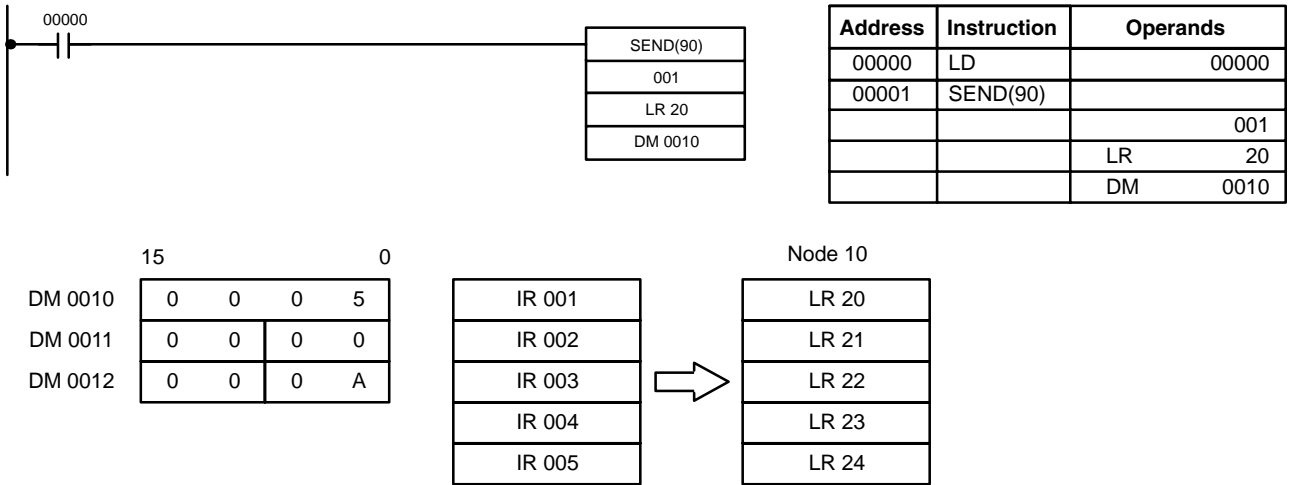 00000
SEND(90)
001
LR 20
DM 0010
Address Instruction Operands
00000 LD 00000
00001 SEND(90)
001
LR 20
DM 0010
15 0
DM 0010 0 0 0 5
DM 0011 0 0 0 0
DM 0012 0 0 0 A
IR 001
IR 002
IR 003
IR 004
IR 005
Node 10
LR 20
LR 21
LR 22
LR 23
LR 24